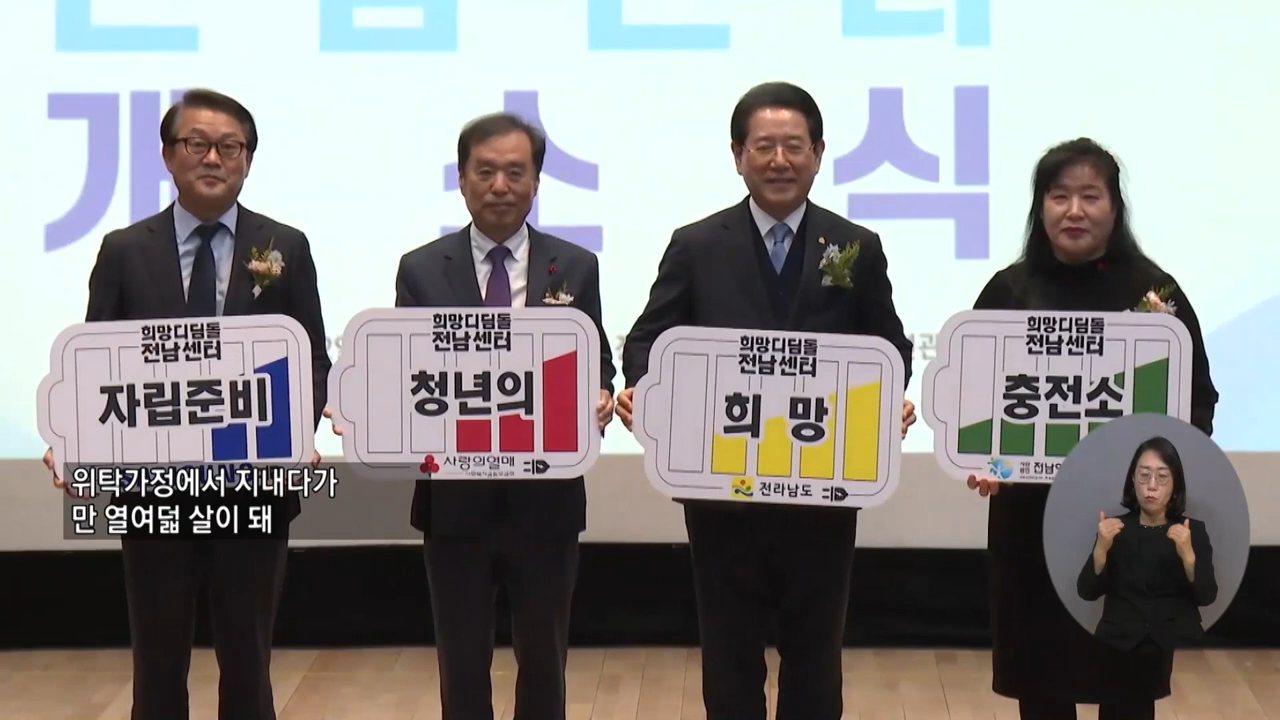 개소식
희망디딤돌
전남센터
자립준비
희망디딤돌
전남센터
청년의
사랑의열매
희망디딤돌
전남센터
희망
전라남도
희망디딤돌
전남센터
충전소
위탁가정에서 지내다가
만 열여덟 살이 돼